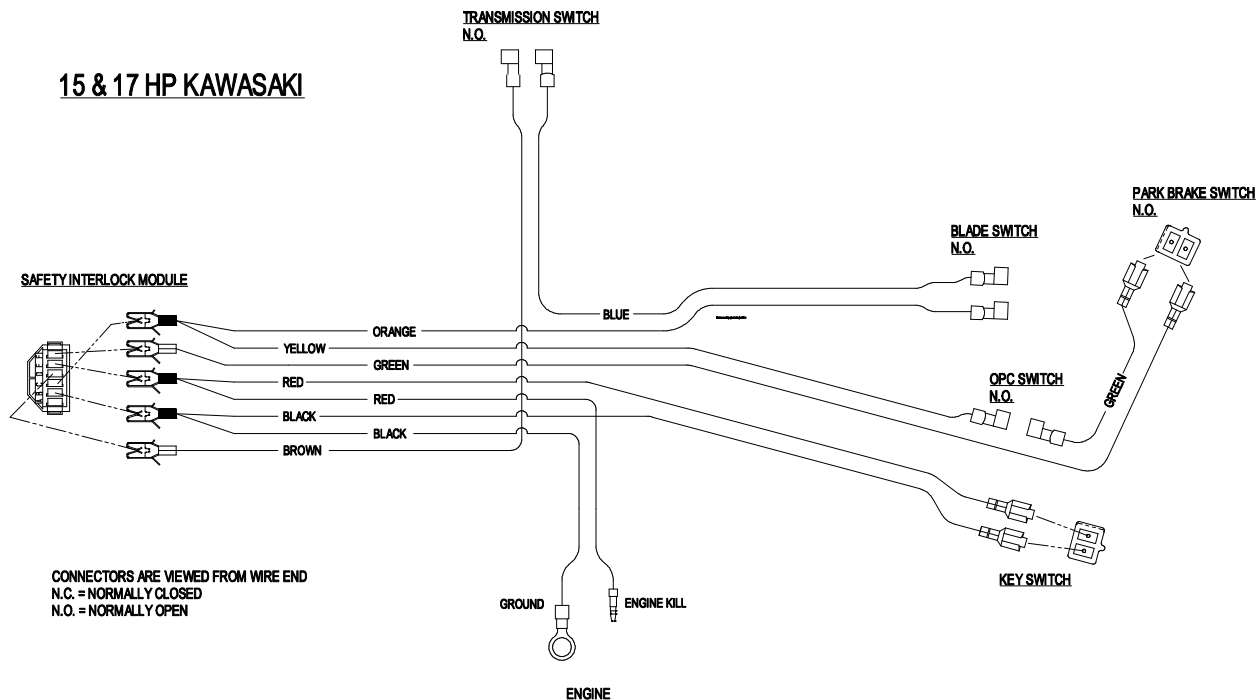 TRANSMISSION SWITCH
N.O.
15 & 17 HP KAWASAKI
PARK BRAKE SWITCH
N.O.
BLADE SWITCH
N.O.
SAFETY INTERLOCK MODULE
BLUE
ORANGE
YELLOW
GREEN
RED
RED
BLACK
BLACK
BROWN
OPC SWITCH
N.O.
GREEN
KEY SWITCH
CONNECTORS ARE VIEWED FROM WIRE END
N.C. = NORMALLY CLOSED
N.O. = NORMALLY OPEN
GROUND
ENGINE KILL
ENGINE